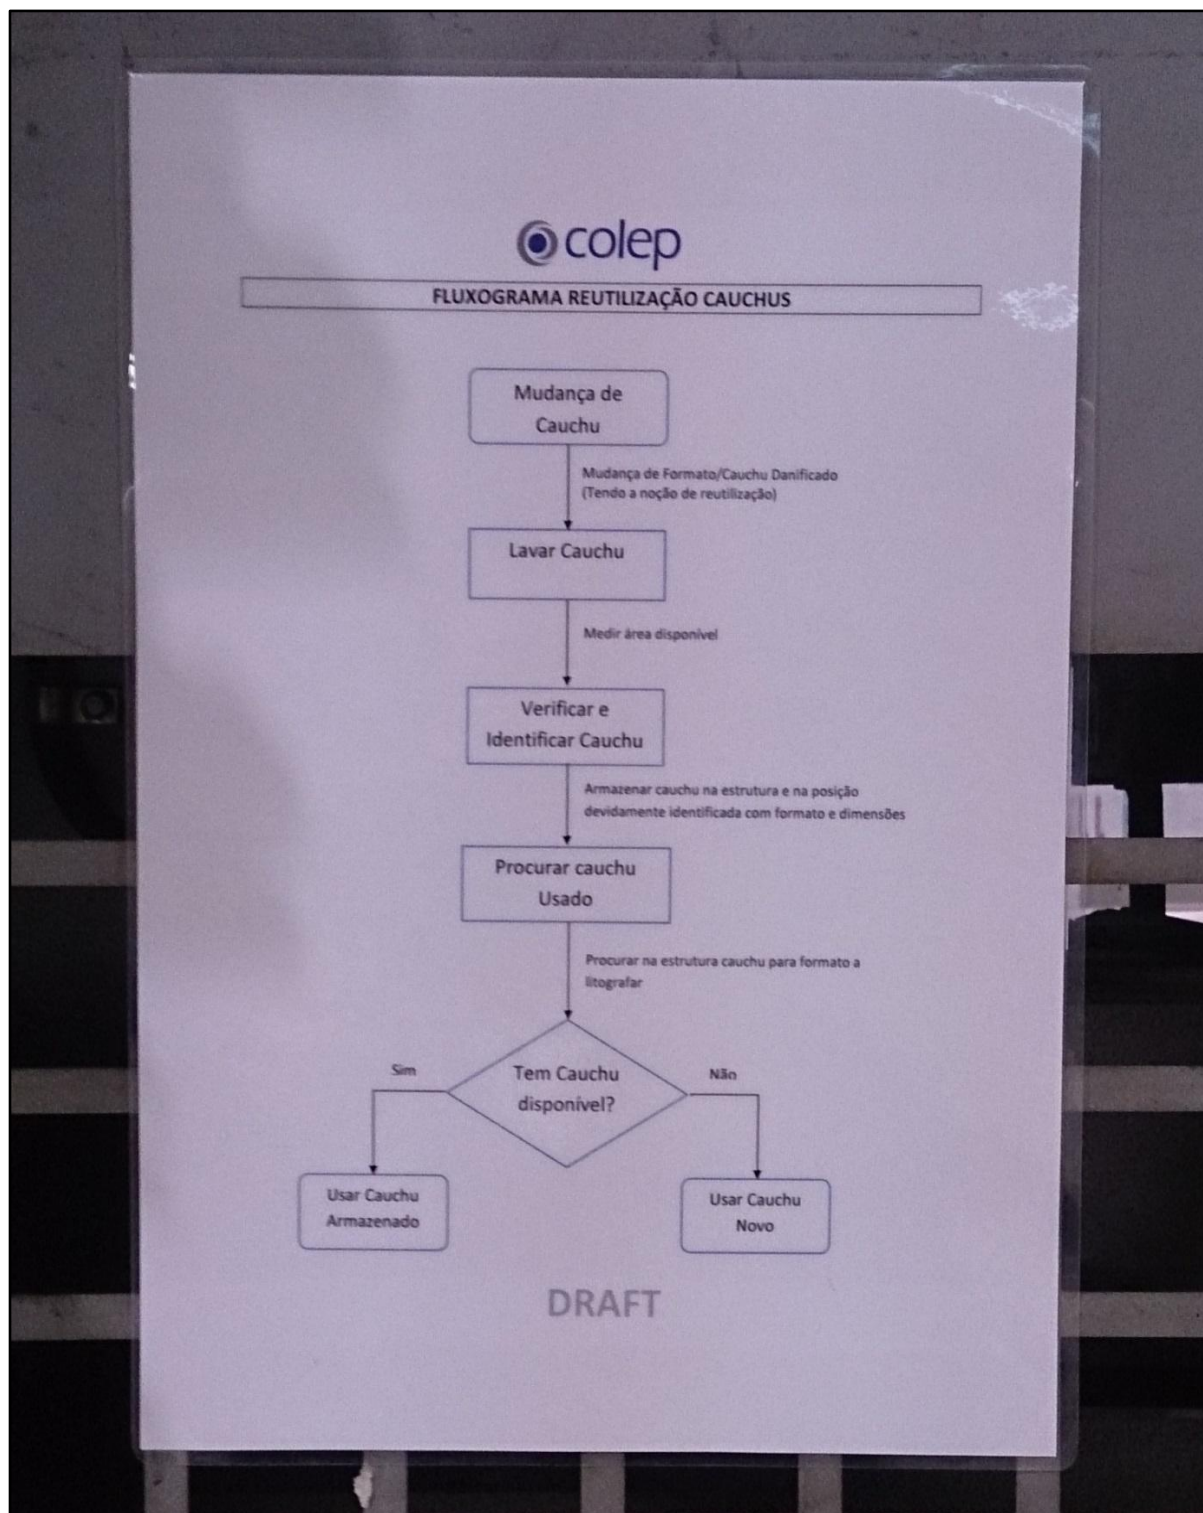 colep
FLUXOGRAMA REUTILIZAÇÃO CAUCHUS
Mudança de
Cauchu
Mudança de Formato/Cauchu Danificado
(Tendo a noção de reutilização)
Lavar Cauchu
Medir área disponível
Verificar e
Identificar Cauchu
Armazenar cauchu na estrutura e na posição
devidamente identificada com formato e dimensões
Procurar cauchu
Usado
Procurar na estrutura cauchu para formato a
litografar
Tem Cauchu
disponível?
Sim
Não
Usar Cauchu
Armazenado
Usar Cauchu
Novo
DRAFT